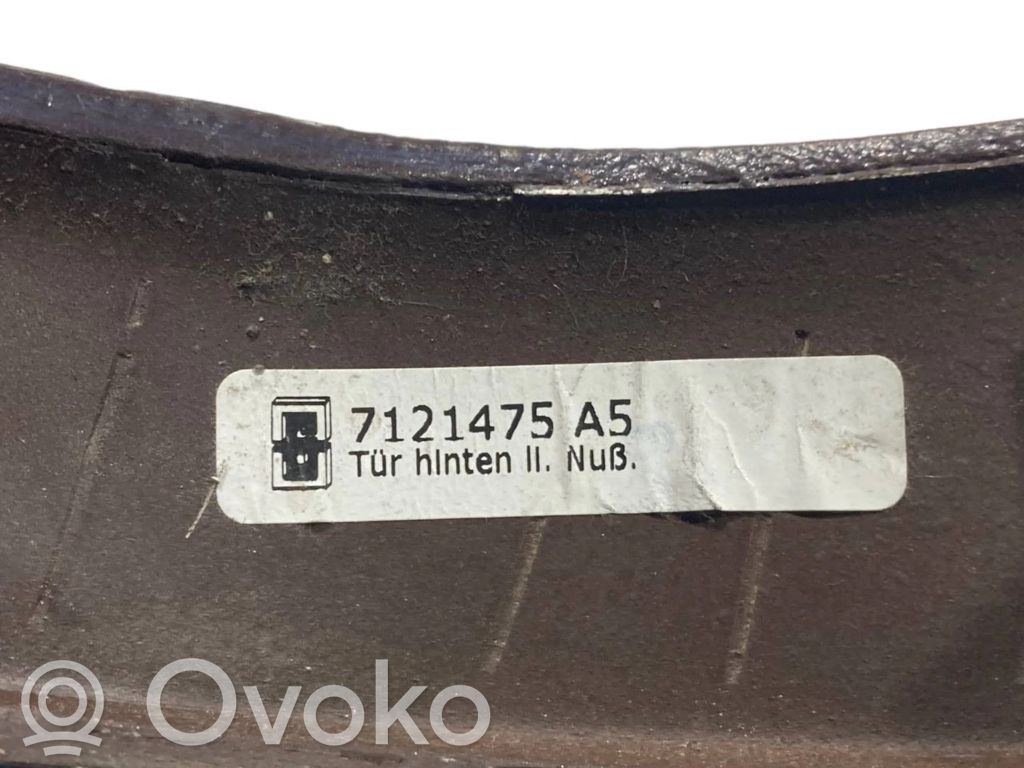 7121475 A5
Tür hinten li. Nuß.
Ovoko